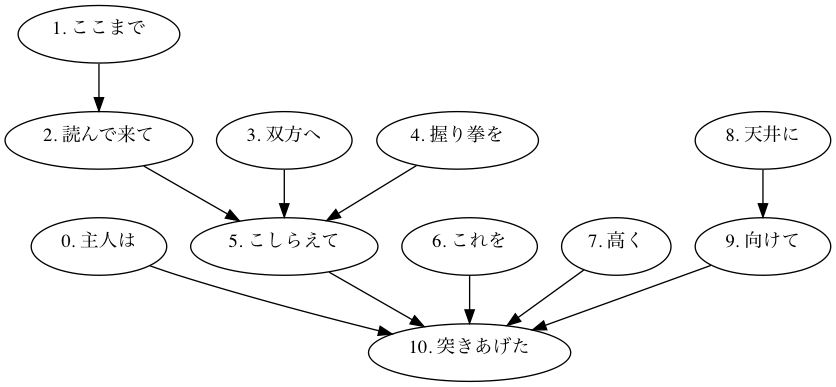 1. ここまで
2. 読んで来て
3. 双方へ
4. 握り拳を
8. 天井に
0. 主人は
5. こしらえて
6. これを
7. 高く
9. 向けて
10. 突きあげた